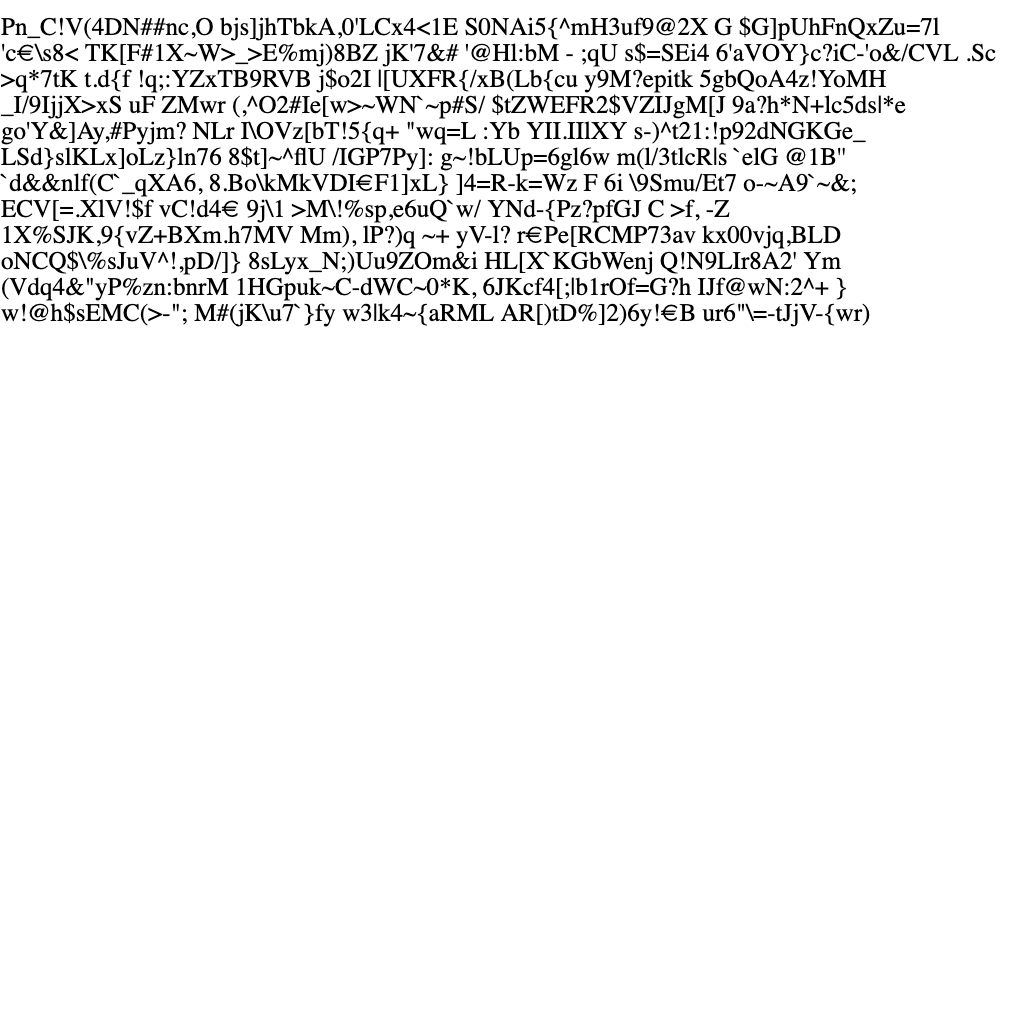 Pn_C!V(4DN##nc,O bjs]jhTbkA,0'LCx4<1E S0NAi5{^mH3uf9@2X G $G]pUhFnQxZu=7l
'c€\s8< TK[F#1X~W>_>E%mj)8BZ jK'7&# '@Hl:bM - ;qU s$=SEi4 6'aVOY}c?iC-'o&/CVL .Sc
>q*7tK t.d{f !q;:YZxTB9RVB j$o2I |[UXFR{/xB(Lb{cu y9M?epitk 5gbQoA4z!YoMH
_I/9IjjX>xS uF ZMwr (,^O2#Ie[w>~WN`~p#S/ $tZWEFR2$VZIJgM[J 9a?h*N+lc5ds|*e
go'Y&]Ay,#Pyjm? NLr I\OVz[bT!5{q+ "wq=L :Yb YII.IIlXY s-)^t21:!p92dNGKGe_
LSd}slKLx]oLz}ln76 8$t]~^flU /IGP7Py]: g~!bLUp=6gl6w m(l/3tlcR|s `elG @1B"
`d&&nlf(C`_qXA6, 8.Bo\kMkVDI€F1]xL} ]4=R-k=Wz F 6i \9Smu/Et7 o-~A9`~&;
ECV[=.XlV!$f vC!d4€ 9j\1 >M\!%sp,e6uQ`w/ YNd-{Pz?pfGJ C >f, -Z
1X%SJK,9{vZ+BXm.h7MV Mm), lP?)q ~+ yV-l? r€Pe[RCMP73av kx00vjq,BLD
oNCQ$\%sJuV^!,pD/]} 8sLyx_N;)Uu9ZOm&i HL[X`KGbWenj Q!N9LIr8A2' Ym
(Vdq4&"yP%zn:bnrM 1HGpuk~C-dWC~0*K, 6JKcf4[;|b1rOf=G?h IJf@wN:2^+ }
w!@h$sEMC(>-"; M#(jK\u7`}fy w3|k4~{aRML AR[)tD%]2)6y!€B ur6"\=-tJjV-{wr)